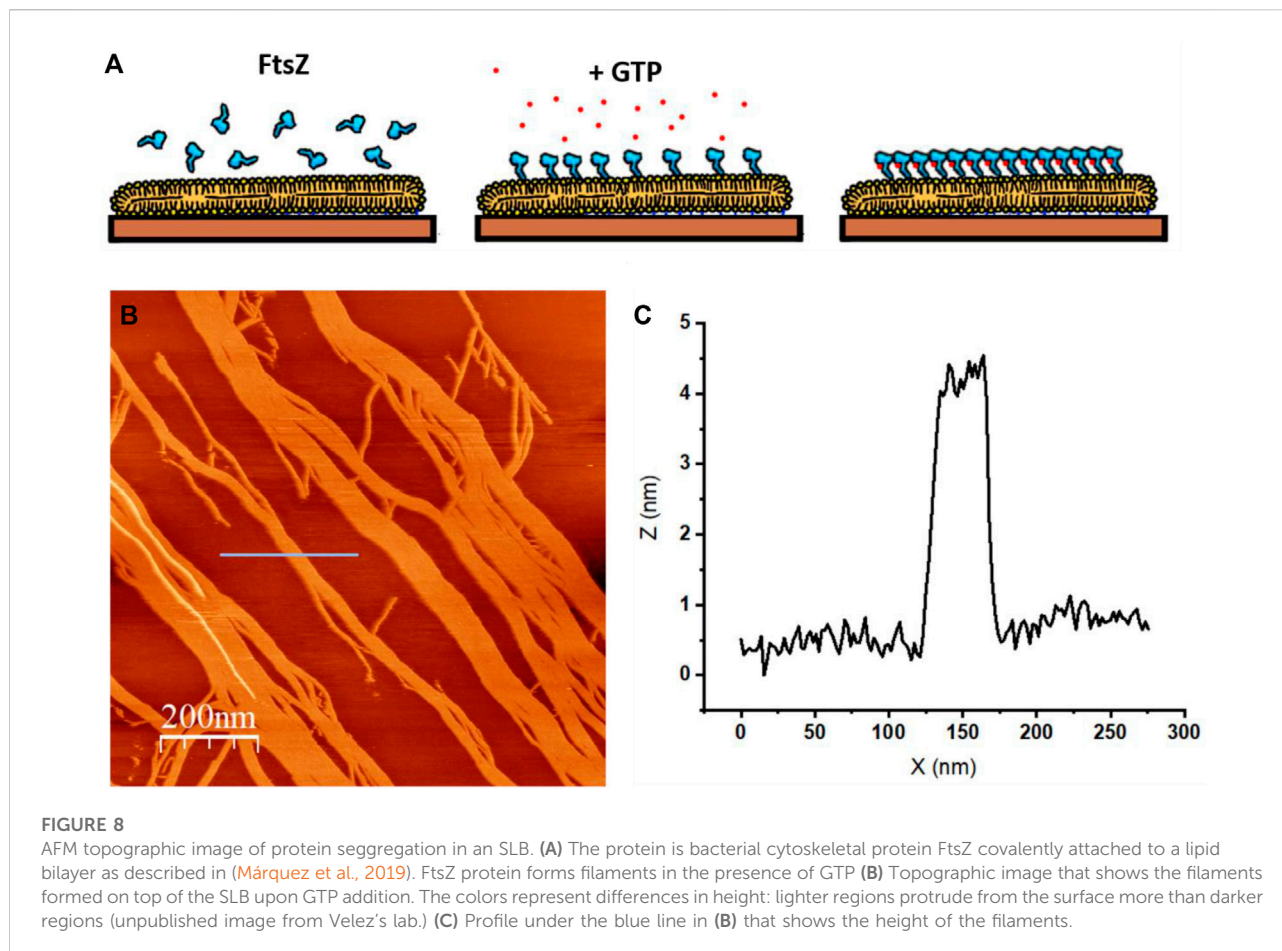 A
FtsZ
+ GTP
B
200nm
C
5
4
3
2
1
0
Z (nm)
0 50 100 150 200 250 300
X (nm)
FIGURE 8
AFM topographic image of protein seggregation in an SLB. (A) The protein is bacterial cytoskeletal protein FtsZ covalently attached to a lipid
bilayer as described in (Márquez et al., 2019). FtsZ protein forms filaments in the presence of GTP (B) Topographic image that shows the filaments
formed on top of the SLB upon GTP addition. The colors represent differences in height: lighter regions protrude from the surface more than darker
regions (unpublished image from Velez's lab.) (C) Profile under the blue line in (B) that shows the height of the filaments.